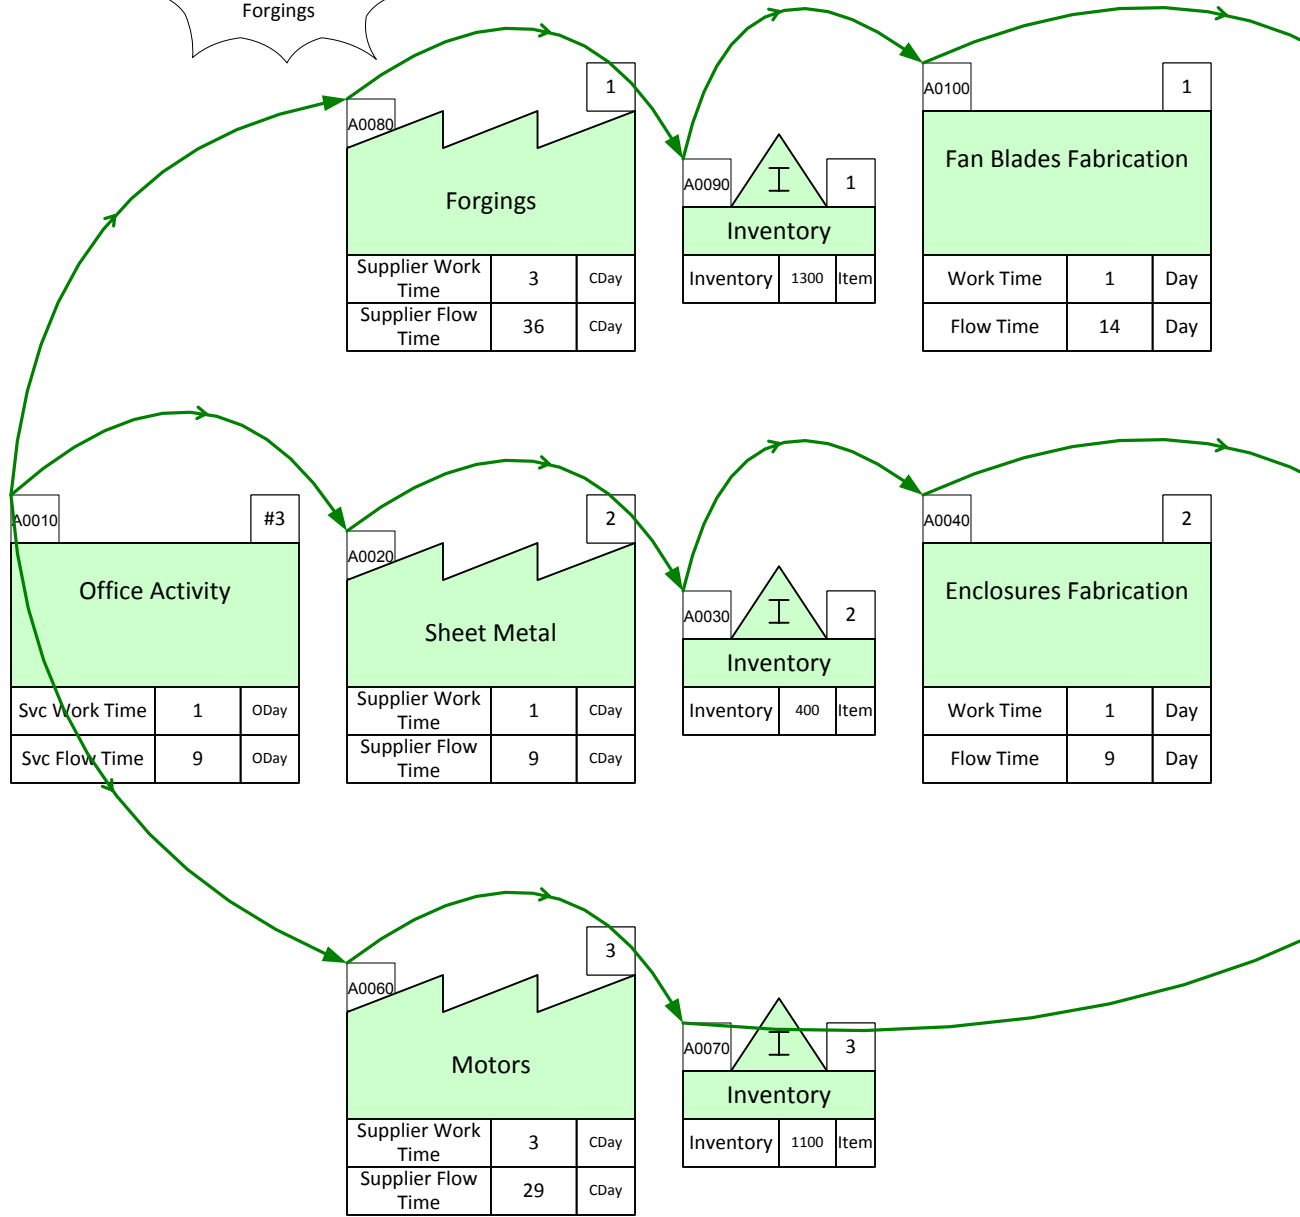 Forgings
A0080
1
Forgings
Supplier Work
Time
3
CDay
Supplier Flow
Time
36
CDay
A0090
I
1
Inventory
Inventory
1300
Item
A0100
1
Fan Blades Fabrication
Work Time
1
Day
Flow Time
14
Day
A0010
#3
Office Activity
Svc Work Time
1
ODay
Svc Flow Time
9
ODay
A0020
2
Sheet Metal
Supplier Work
Time
1
CDay
Supplier Flow
Time
9
CDay
A0030
I
2
Inventory
Inventory
400
Item
A0040
2
Enclosures Fabrication
Work Time
1
Day
Flow Time
9
Day
A0060
3
Motors
Supplier Work
Time
3
CDay
Supplier Flow
Time
29
CDay
A0070
I
3
Inventory
Inventory
1100
Item